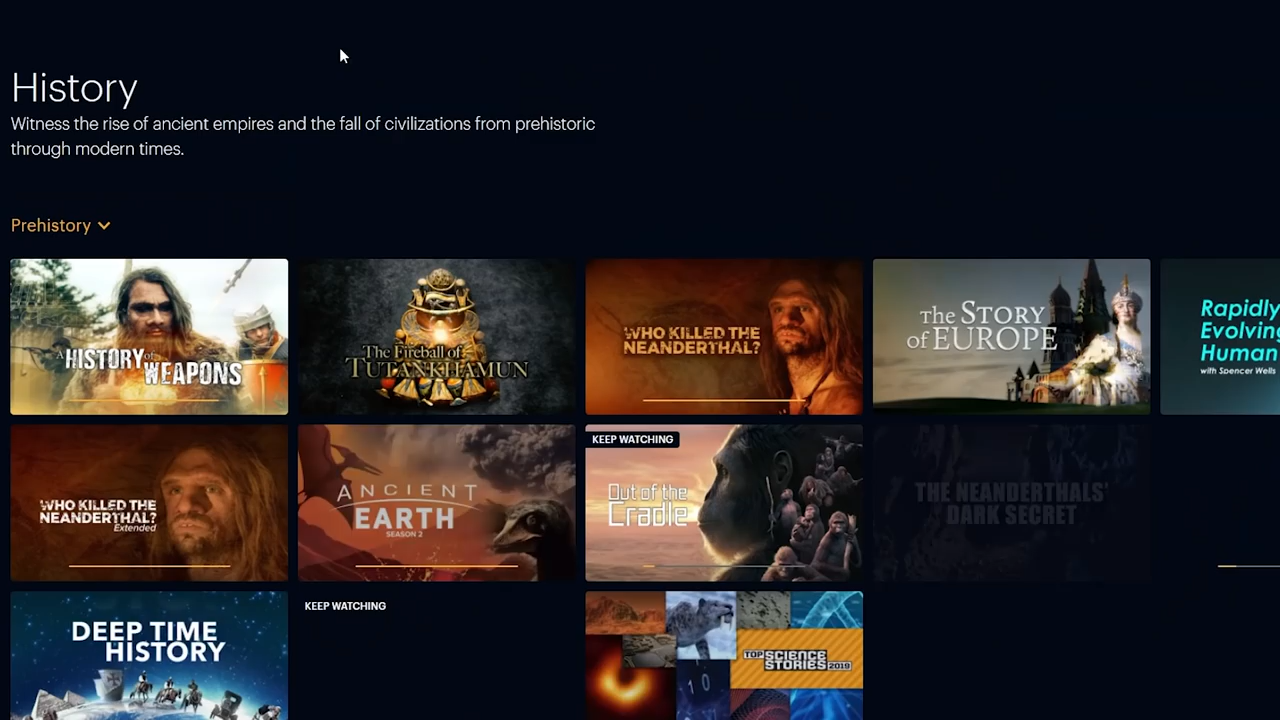 History
Witness the rise of ancient empires and the fall of civilizations from prehistoric
through modern times.
Prehistory
A HISTORY of
WEAPONS
The Fireball of
TUTANKHAMUN
WHO KILLED THE
NEANDERTHAL?
The STORY
of EUROPE
Rapidly
Evolving
Human
with Spencer Wells
WHO KILLED THE
NEANDERTHAL?
Extended
ANCIENT
EARTH
SEASON 2
KEEP WATCHING
Out of the
Cradle
THE NEANDERTHALS'
DARK SECRET
DEEP TIME
HISTORY
KEEP WATCHING
TOP SCIENCE
STORIES 2019
10